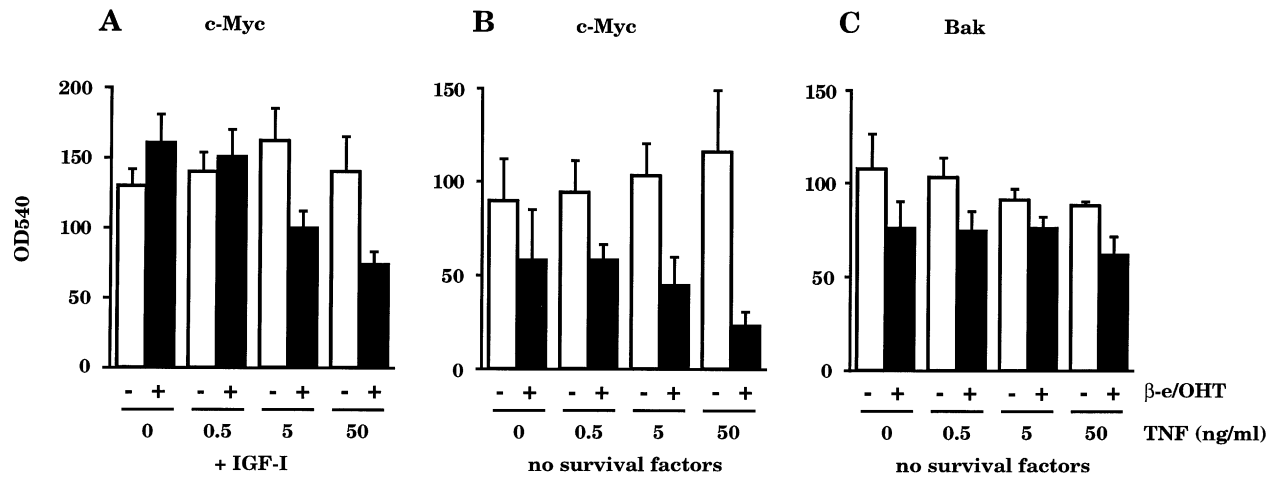 A c-Myc B c-Myc C Bak
200 150 150
150
100 100
100
50 50
50
0 0 0
OD540
- + - + - + - + - + - + - + - + - + - + - + - + β-e/OHT
0 0.5 5 50 0 0.5 5 50 0 0.5 5 50 TNF (ng/ml)
+ IGF-I no survival factors no survival factors